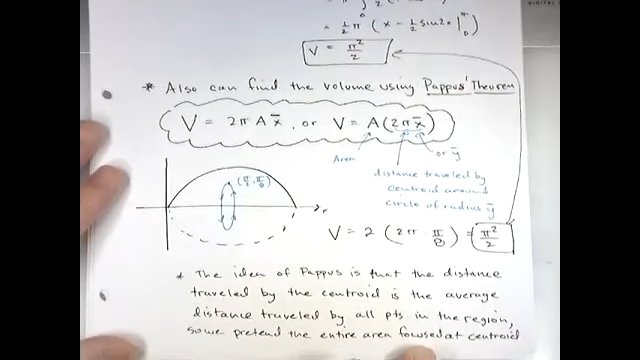 = 1/2 π (x − 1/2 sin2x |
V = π²/2
* Also can find the volume using Pappus' Theorem
V = 2π A x̄, or V = A (2π x̄)
Area
or ȳ
distance traveled by
centroid around
circle of radius ȳ
(π/2, π/8)
V = 2 (2π · π/8) = π²/2
* The idea of Pappus is that the distance
traveled by the centroid is the average
distance traveled by all pts in the region,
so we pretend the entire area focused at centroid.